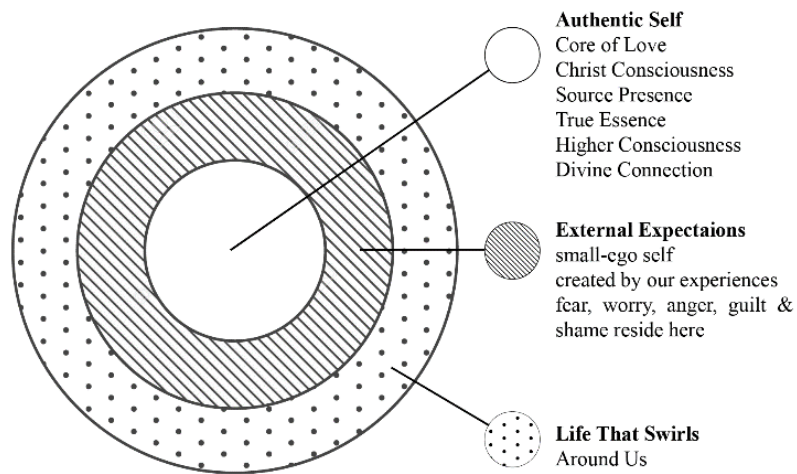 Authentic Self
Core of Love
Christ Consciousness
Source Presence
True Essence
Higher Consciousness
Divine Connection
External Expectaions
small-ego self
created by our experiences
fear, worry, anger, guilt &
shame reside here
Life That Swirls
Around Us